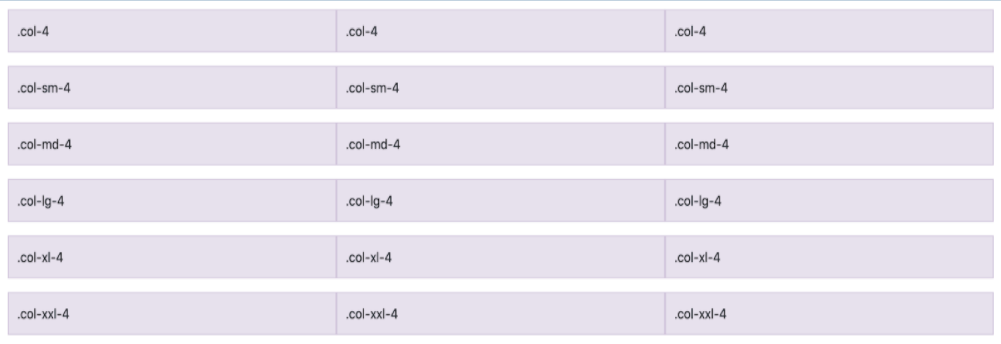 .col-4 .col-4 .col-4
.col-sm-4 .col-sm-4 .col-sm-4
.col-md-4 .col-md-4 .col-md-4
.col-lg-4 .col-lg-4 .col-lg-4
.col-xl-4 .col-xl-4 .col-xl-4
.col-xxl-4 .col-xxl-4 .col-xxl-4